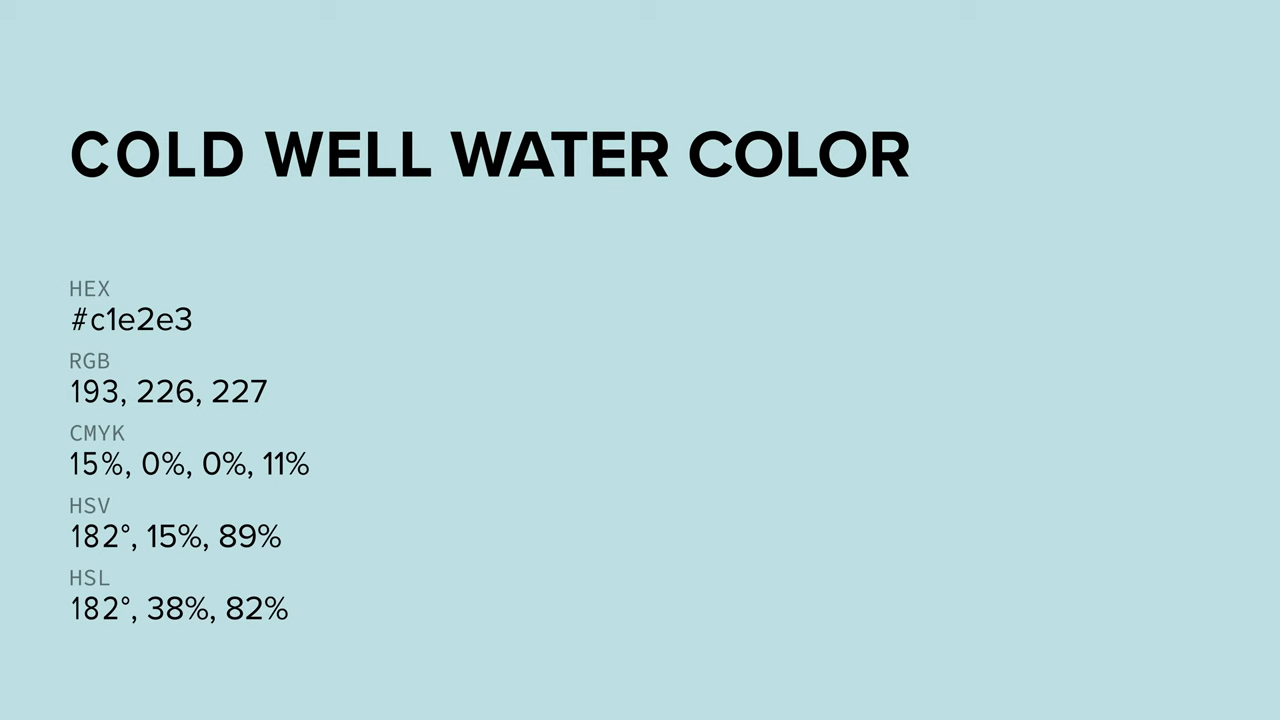 COLD WELL WATER COLOR
HEX
#c1e2e3
RGB
193, 226, 227
CMYK
15%, 0%, 0%, 11%
HSV
182°, 15%, 89%
HSL
182°, 38%, 82%